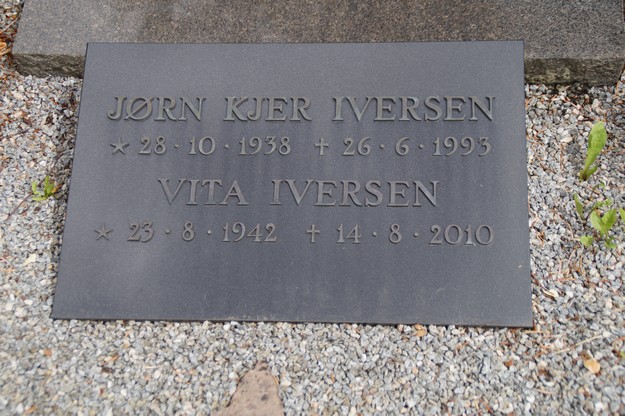 JØRN KJER IVERSEN
★ 28 · 10 · 1938 ✝ 26 · 6 · 1993
VITA IVERSEN
★ 23 · 8 · 1942 ✝ 14 · 8 · 2010